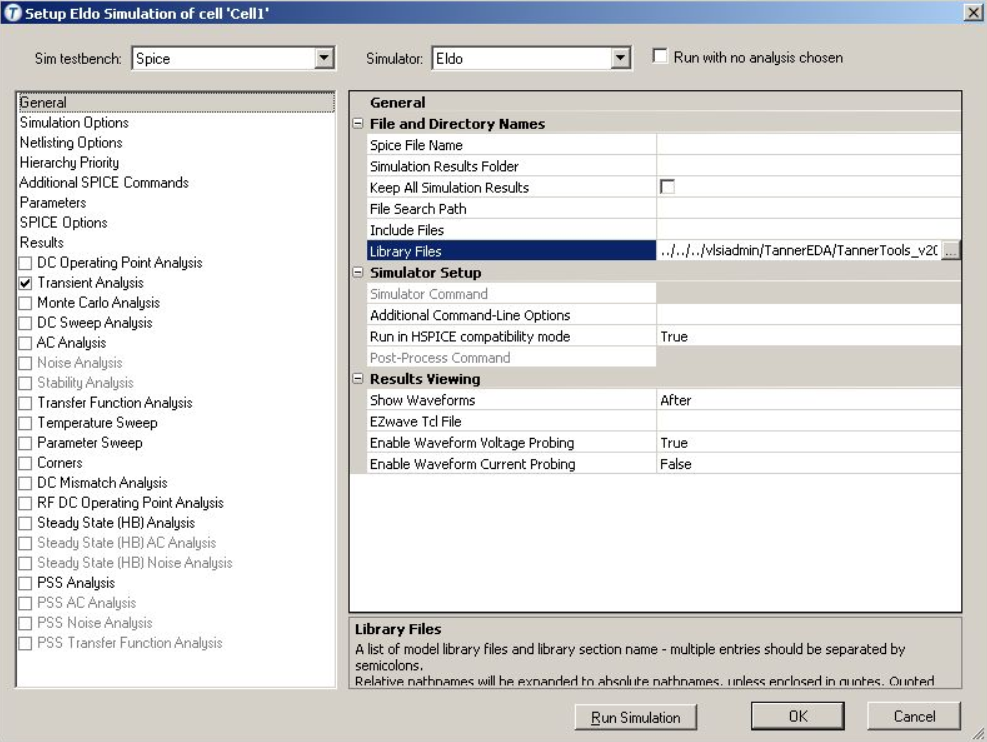 Setup Eldo Simulation of cell 'Cell1'
Sim testbench: Spice Simulator: Eldo Run with no analysis chosen
General
Simulation Options
Netlisting Options
Hierarchy Priority
Additional SPICE Commands
Parameters
SPICE Options
Results
DC Operating Point Analysis
Transient Analysis
Monte Carlo Analysis
DC Sweep Analysis
AC Analysis
Noise Analysis
Stability Analysis
Transfer Function Analysis
Temperature Sweep
Parameter Sweep
Corners
DC Mismatch Analysis
RF DC Operating Point Analysis
Steady State (HB) Analysis
Steady State (HB) AC Analysis
Steady State (HB) Noise Analysis
PSS Analysis
PSS AC Analysis
PSS Noise Analysis
PSS Transfer Function Analysis
General
File and Directory Names
Spice File Name
Simulation Results Folder
Keep All Simulation Results
File Search Path
Include Files
Library Files ../../../vlsiadmin/TannerEDA/TannerTools_v20 ...
Simulator Setup
Simulator Command
Additional Command-Line Options
Run in HSPICE compatibility mode True
Post-Process Command
Results Viewing
Show Waveforms After
EZwave Tcl File
Enable Waveform Voltage Probing True
Enable Waveform Current Probing False
Library Files
A list of model library files and library section name - multiple entries should be separated by
semicolons.
Relative pathnames will be expanded to absolute pathnames, unless enclosed in quotes. Quoted
Run Simulation OK Cancel